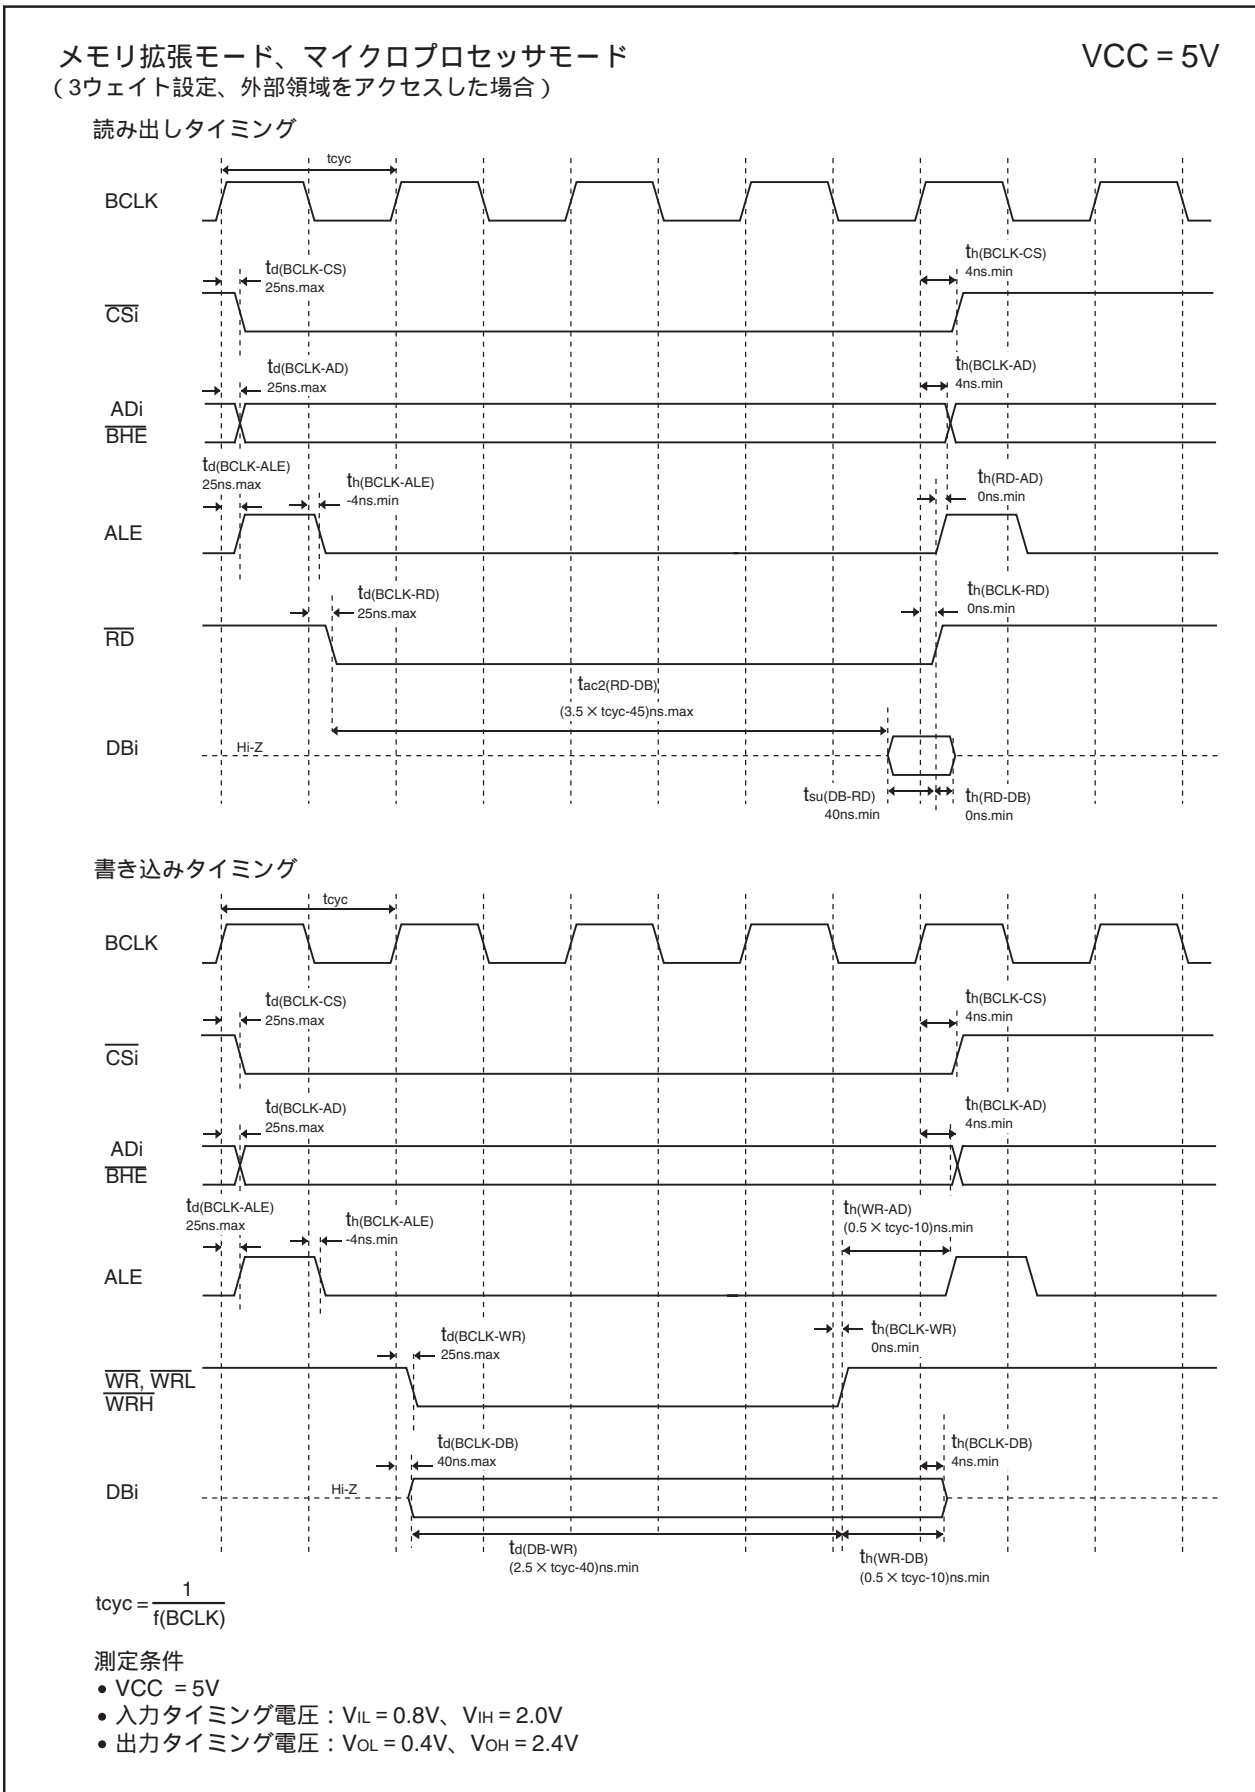 メモリ拡張モード、マイクロプロセッサモード
VCC = 5V
(3ウェイト設定、外部領域をアクセスした場合)
読み出しタイミング
tcyc
BCLK
td(BCLK-CS)
25ns.max
th(BCLK-CS)
4ns.min
CSi
td(BCLK-AD)
25ns.max
th(BCLK-AD)
4ns.min
ADi
BHE
td(BCLK-ALE)
25ns.max
th(BCLK-ALE)
-4ns.min
th(RD-AD)
0ns.min
ALE
td(BCLK-RD)
25ns.max
th(BCLK-RD)
0ns.min
RD
tac2(RD-DB)
(3.5×tcyc-45)ns.max
DBi
Hi-Z
tsu(DB-RD)
40ns.min
th(RD-DB)
0ns.min
書き込みタイミング
tcyc
BCLK
td(BCLK-CS)
25ns.max
th(BCLK-CS)
4ns.min
CSi
td(BCLK-AD)
25ns.max
th(BCLK-AD)
4ns.min
ADi
BHE
td(BCLK-ALE)
25ns.max
th(BCLK-ALE)
-4ns.min
th(WR-AD)
(0.5×tcyc-10)ns.min
ALE
td(BCLK-WR)
25ns.max
th(BCLK-WR)
0ns.min
WR, WRL
WRH
td(BCLK-DB)
40ns.max
th(BCLK-DB)
4ns.min
DBi
Hi-Z
td(DB-WR)
(2.5×tcyc-40)ns.min
th(WR-DB)
(0.5×tcyc-10)ns.min
tcyc = 1
f(BCLK)
測定条件
• VCC = 5V
• 入力タイミング電圧：VIL = 0.8V、VIH = 2.0V
• 出力タイミング電圧：VOL = 0.4V、VOH = 2.4V